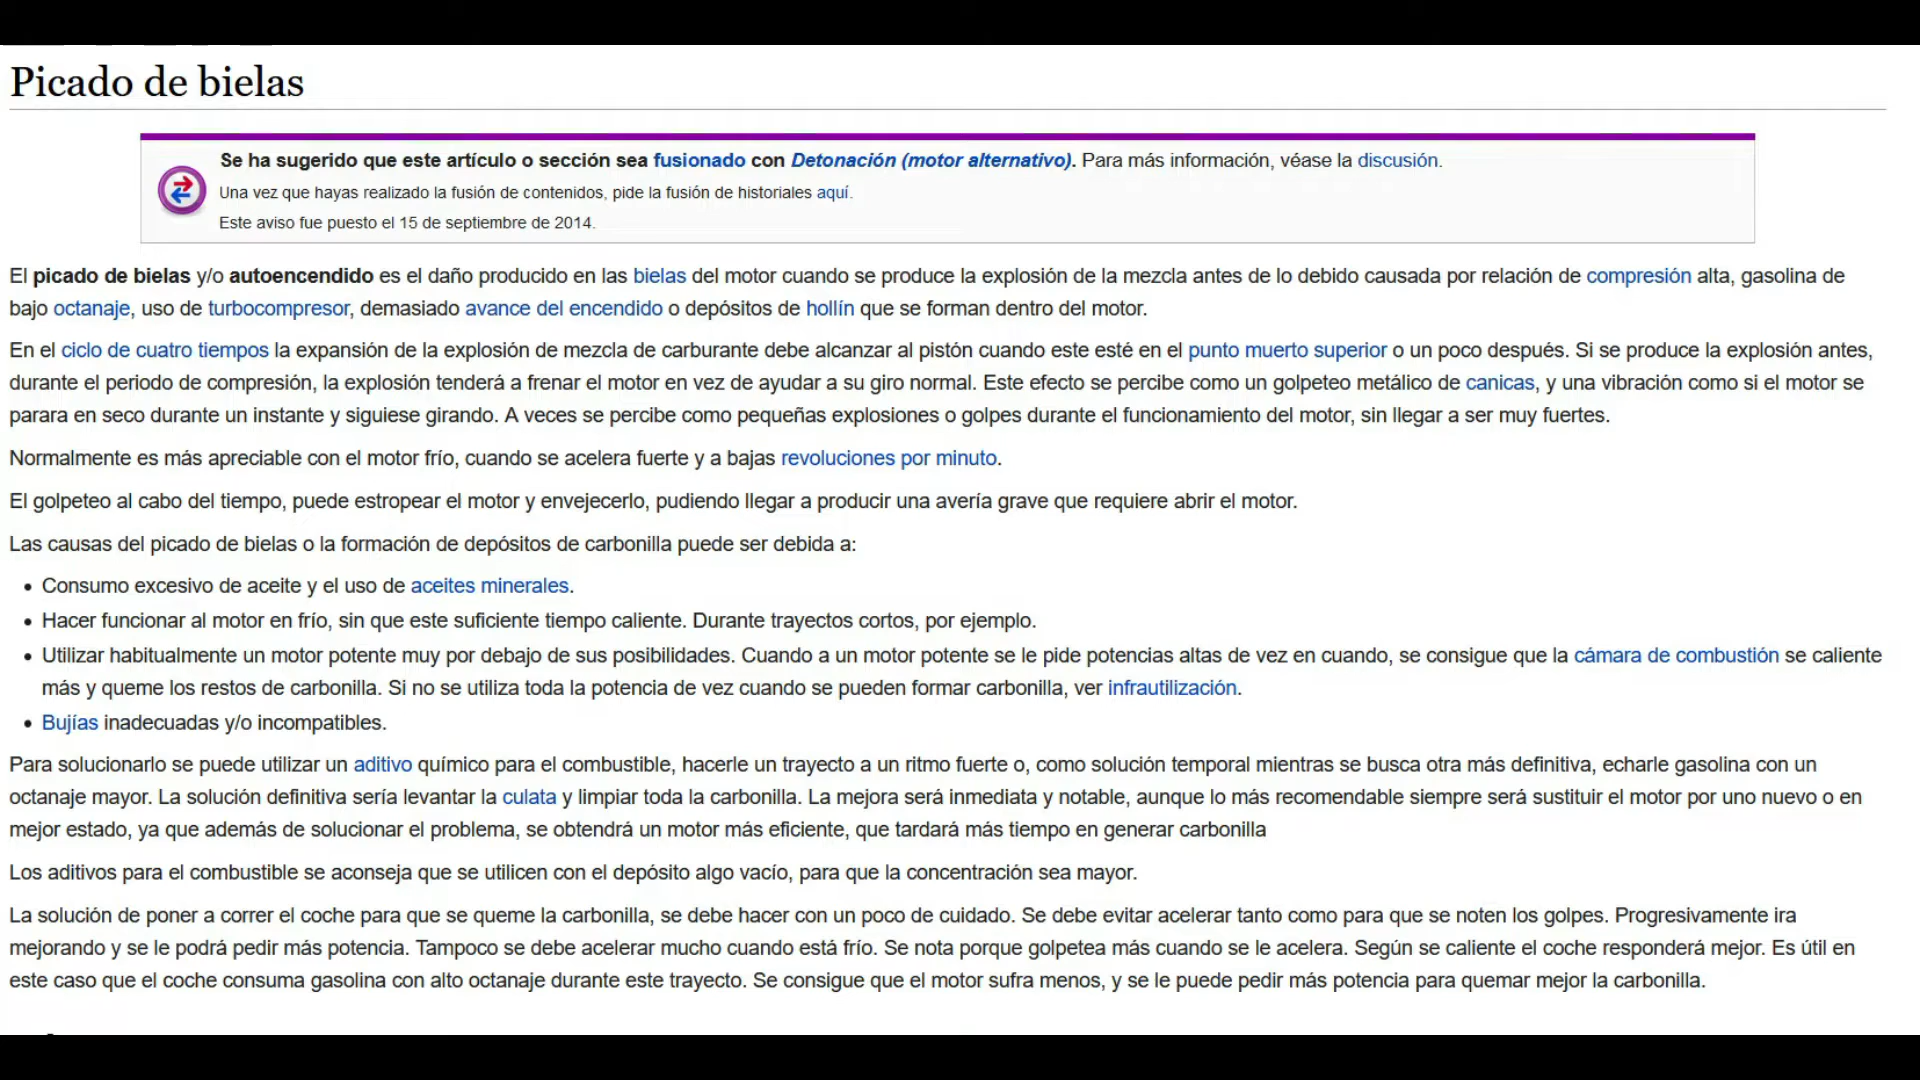 Picado de bielas
Se ha sugerido que este artículo o sección sea fusionado con Detonación (motor alternativo). Para más información, véase la discusión.
Una vez que hayas realizado la fusión de contenidos, pide la fusión de historiales aquí.
Este aviso fue puesto el 15 de septiembre de 2014.
El picado de bielas y/o autoencendido es el daño producido en las bielas del motor cuando se produce la explosión de la mezcla antes de lo debido causada por relación de compresión alta, gasolina de
bajo octanaje, uso de turbocompresor, demasiado avance del encendido o depósitos de hollín que se forman dentro del motor.
En el ciclo de cuatro tiempos la expansión de la explosión de mezcla de carburante debe alcanzar al pistón cuando este esté en el punto muerto superior o un poco después. Si se produce la explosión antes,
durante el periodo de compresión, la explosión tenderá a frenar el motor en vez de ayudar a su giro normal. Este efecto se percibe como un golpeteo metálico de canicas, y una vibración como si el motor se
parara en seco durante un instante y siguiese girando. A veces se percibe como pequeñas explosiones o golpes durante el funcionamiento del motor, sin llegar a ser muy fuertes.
Normalmente es más apreciable con el motor frío, cuando se acelera fuerte y a bajas revoluciones por minuto.
El golpeteo al cabo del tiempo, puede estropear el motor y envejecerlo, pudiendo llegar a producir una avería grave que requiere abrir el motor.
Las causas del picado de bielas o la formación de depósitos de carbonilla puede ser debida a:
• Consumo excesivo de aceite y el uso de aceites minerales.
• Hacer funcionar al motor en frío, sin que este suficiente tiempo caliente. Durante trayectos cortos, por ejemplo.
• Utilizar habitualmente un motor potente muy por debajo de sus posibilidades. Cuando a un motor potente se le pide potencias altas de vez en cuando, se consigue que la cámara de combustión se caliente
más y queme los restos de carbonilla. Si no se utiliza toda la potencia de vez cuando se pueden formar carbonilla, ver infrautilización.
• Bujías inadecuadas y/o incompatibles.
Para solucionarlo se puede utilizar un aditivo químico para el combustible, hacerle un trayecto a un ritmo fuerte o, como solución temporal mientras se busca otra más definitiva, echarle gasolina con un
octanaje mayor. La solución definitiva sería levantar la culata y limpiar toda la carbonilla. La mejora será inmediata y notable, aunque lo más recomendable siempre será sustituir el motor por uno nuevo o en
mejor estado, ya que además de solucionar el problema, se obtendrá un motor más eficiente, que tardará más tiempo en generar carbonilla
Los aditivos para el combustible se aconseja que se utilicen con el depósito algo vacío, para que la concentración sea mayor.
La solución de poner a correr el coche para que se queme la carbonilla, se debe hacer con un poco de cuidado. Se debe evitar acelerar tanto como para que se noten los golpes. Progresivamente ira
mejorando y se le podrá pedir más potencia. Tampoco se debe acelerar mucho cuando está frío. Se nota porque golpetea más cuando se le acelera. Según se caliente el coche responderá mejor. Es útil en
este caso que el coche consuma gasolina con alto octanaje durante este trayecto. Se consigue que el motor sufra menos, y se le puede pedir más potencia para quemar mejor la carbonilla.